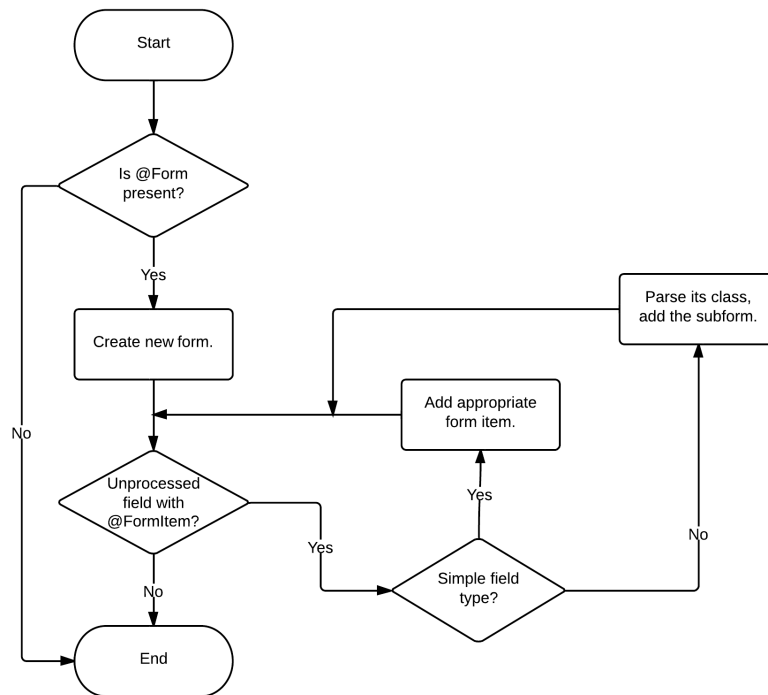 Start
Is @Form
present?
Yes
Create new form.
Parse its class,
add the subform.
Add appropriate
form item.
No
Unprocessed
field with
@FormItem?
Yes
Yes
No
Simple field
type?
No
End